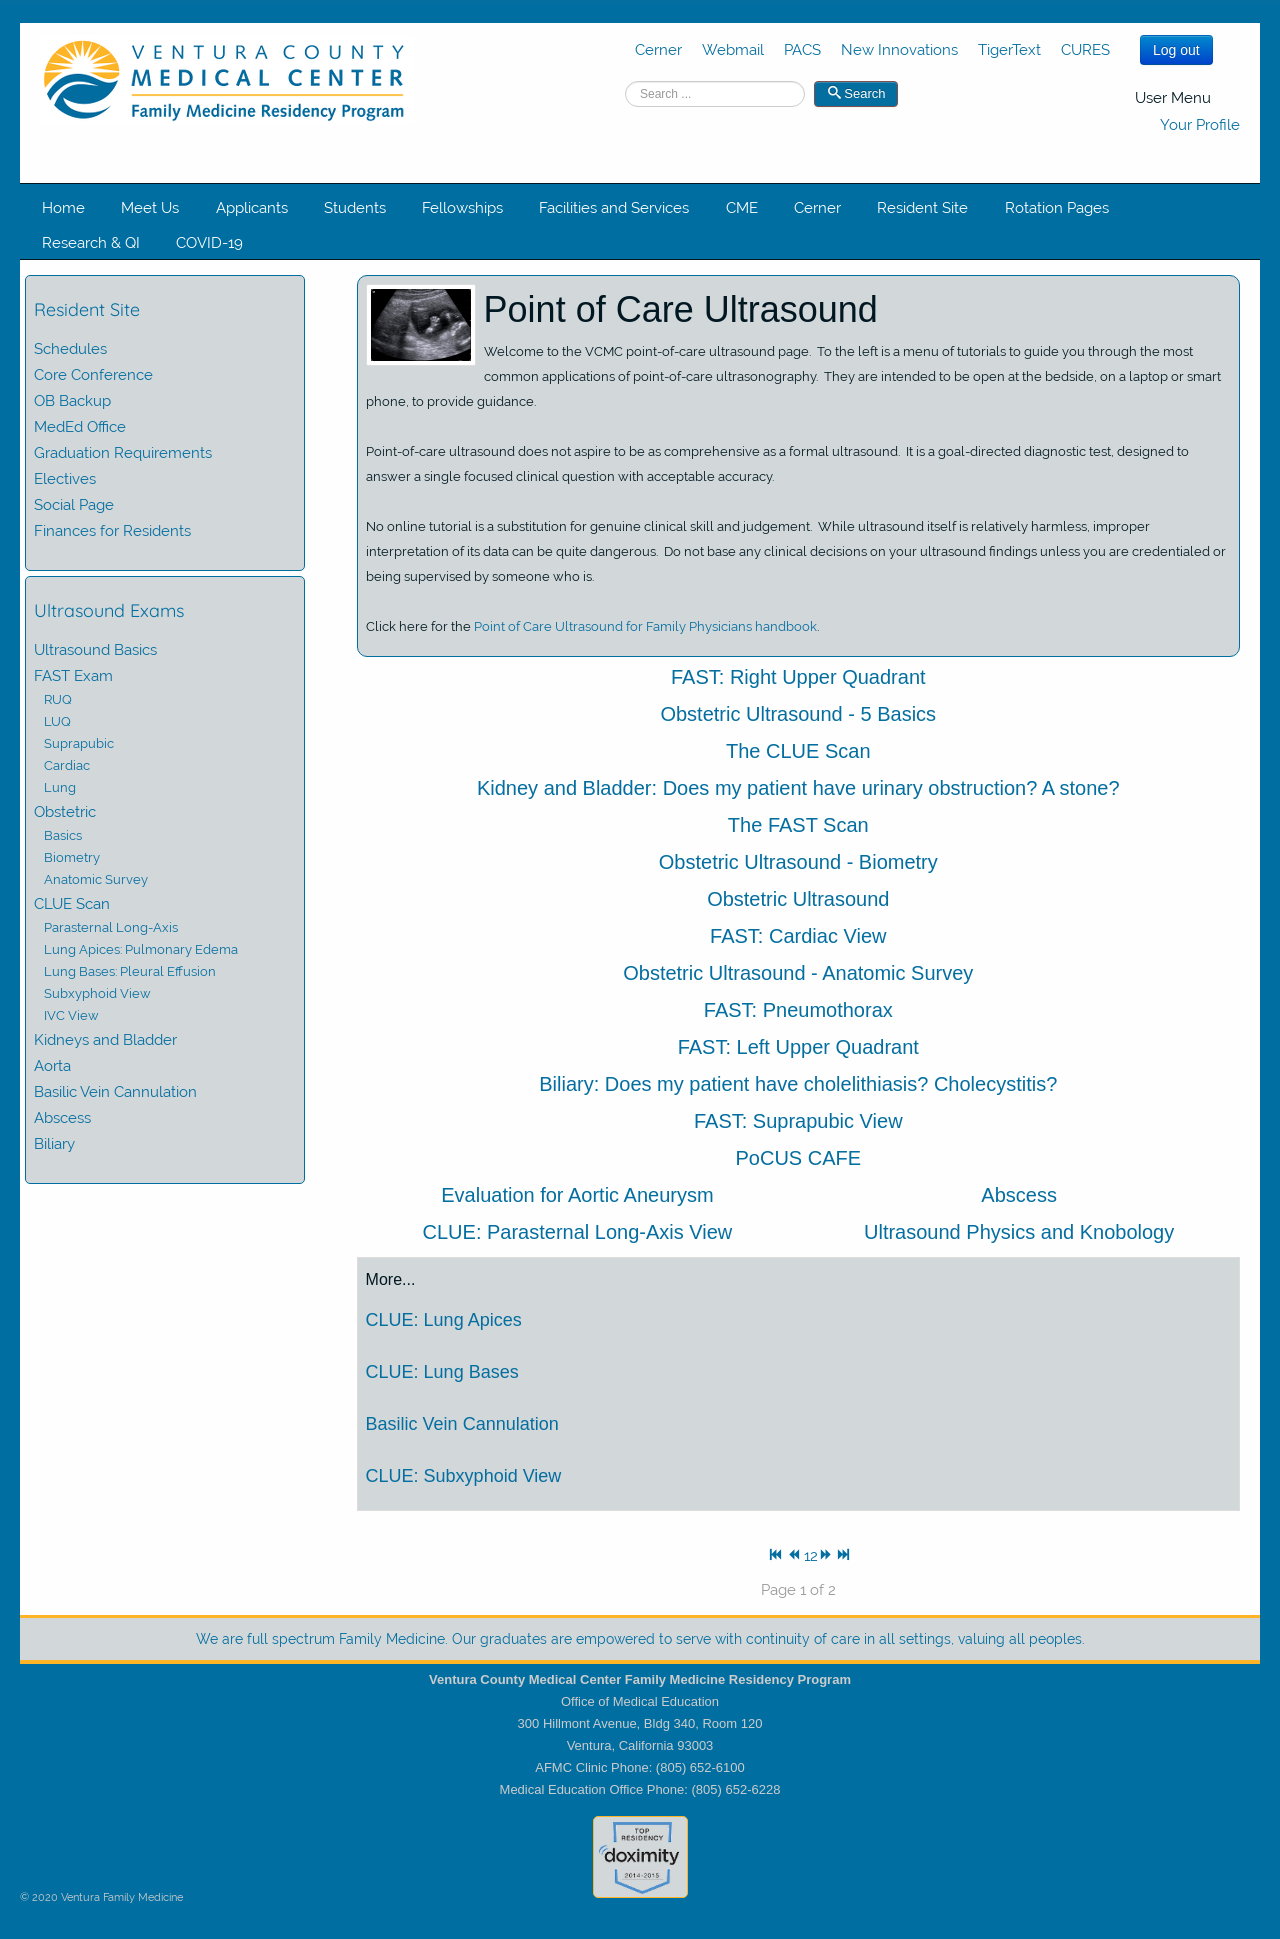 VENTURA COUNTY
MEDICAL CENTER
Family Medicine Residency Program
Cerner Webmail PACS New Innovations TigerText CURES Log out
Search ... Search
User Menu
Your Profile
Home Meet Us Applicants Students Fellowships Facilities and Services CME Cerner Resident Site Rotation Pages
Research & QI COVID-19
Resident Site
Schedules
Core Conference
OB Backup
MedEd Office
Graduation Requirements
Electives
Social Page
Finances for Residents
Ultrasound Exams
Ultrasound Basics
FAST Exam
RUQ
LUQ
Suprapubic
Cardiac
Lung
Obstetric
Basics
Biometry
Anatomic Survey
CLUE Scan
Parasternal Long-Axis
Lung Apices: Pulmonary Edema
Lung Bases: Pleural Effusion
Subxyphoid View
IVC View
Kidneys and Bladder
Aorta
Basilic Vein Cannulation
Abscess
Biliary
Point of Care Ultrasound
Welcome to the VCMC point-of-care ultrasound page. To the left is a menu of tutorials to guide you through the most
common applications of point-of-care ultrasonography. They are intended to be open at the bedside, on a laptop or smart
phone, to provide guidance.
Point-of-care ultrasound does not aspire to be as comprehensive as a formal ultrasound. It is a goal-directed diagnostic test, designed to
answer a single focused clinical question with acceptable accuracy.
No online tutorial is a substitution for genuine clinical skill and judgement. While ultrasound itself is relatively harmless, improper
interpretation of its data can be quite dangerous. Do not base any clinical decisions on your ultrasound findings unless you are credentialed or
being supervised by someone who is.
Click here for the Point of Care Ultrasound for Family Physicians handbook.
FAST: Right Upper Quadrant
Obstetric Ultrasound - 5 Basics
The CLUE Scan
Kidney and Bladder: Does my patient have urinary obstruction? A stone?
The FAST Scan
Obstetric Ultrasound - Biometry
Obstetric Ultrasound
FAST: Cardiac View
Obstetric Ultrasound - Anatomic Survey
FAST: Pneumothorax
FAST: Left Upper Quadrant
Biliary: Does my patient have cholelithiasis? Cholecystitis?
FAST: Suprapubic View
PoCUS CAFE
Evaluation for Aortic Aneurysm Abscess
CLUE: Parasternal Long-Axis View Ultrasound Physics and Knobology
More...
CLUE: Lung Apices
CLUE: Lung Bases
Basilic Vein Cannulation
CLUE: Subxyphoid View
12
Page 1 of 2
We are full spectrum Family Medicine. Our graduates are empowered to serve with continuity of care in all settings, valuing all peoples.
Ventura County Medical Center Family Medicine Residency Program
Office of Medical Education
300 Hillmont Avenue, Bldg 340, Room 120
Ventura, California 93003
AFMC Clinic Phone: (805) 652-6100
Medical Education Office Phone: (805) 652-6228
TOP
RESIDENCY
doximity
2014-2015
© 2020 Ventura Family Medicine